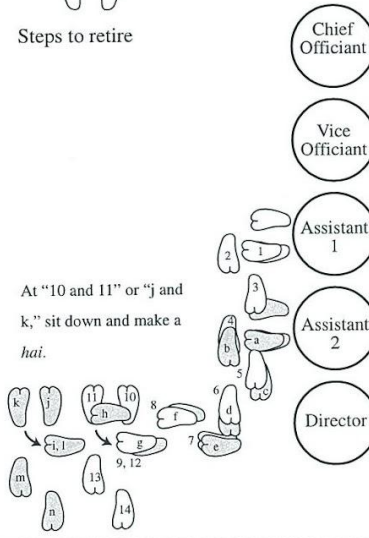 Steps to retire
Chief
Officiant
Vice
Officiant
Assistant
1
2
1
3
At “10 and 11” or “j and
k,” sit down and make a
hai.
Assistant
2
4
a
b
5
c
6
d
k
j
11
10
h
8
f
Director
i, l
g
7
e
9, 12
m
13
n
14